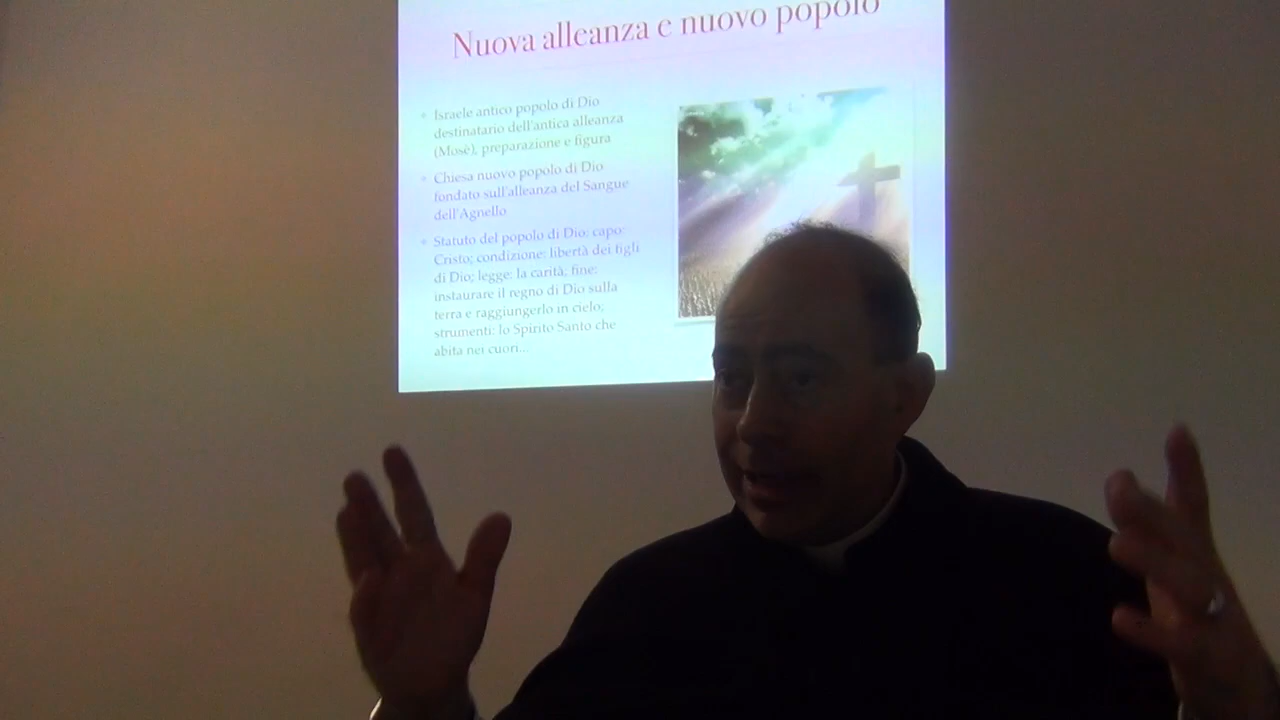 Nuova alleanza e nuovo popolo
Israele antico popolo di Dio
destinatario dell'antica alleanza
(Mosè), preparazione e figura
Chiesa nuovo popolo di Dio
fondato sull'alleanza del Sangue
dell'Agnello
Statuto del popolo di Dio: capo:
Cristo; condizione: libertà dei figli
di Dio; legge: la carità; fine:
instaurare il regno di Dio sulla
terra e raggiungerlo in cielo,
strumenti: lo Spirito Santo che
abita nei cuori...